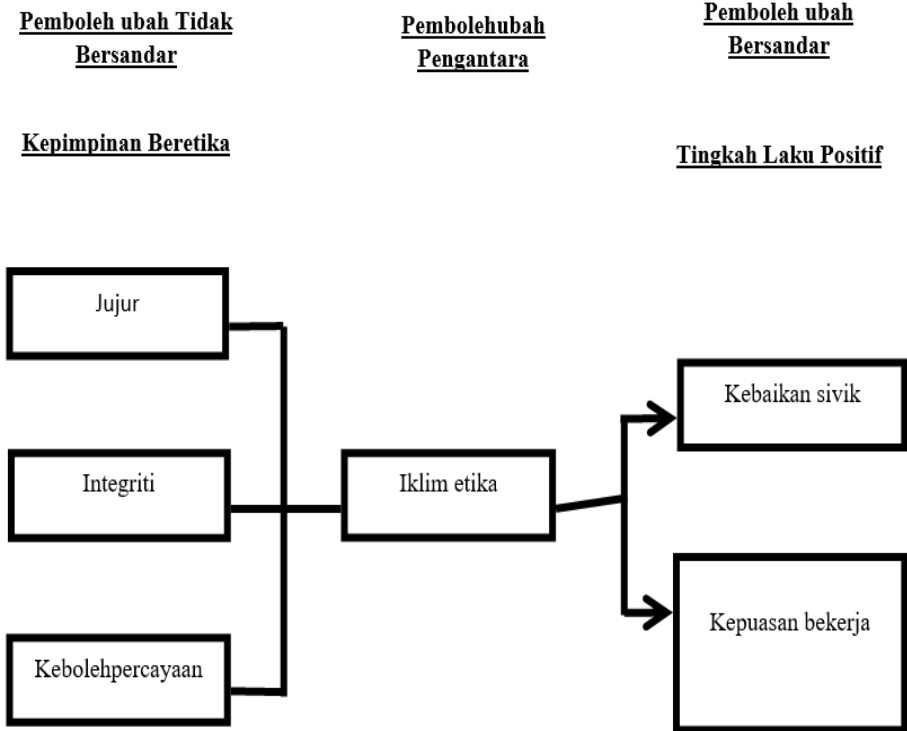 Pemboleh ubah Tidak
Bersandar
Pembolehubah
Pengantara
Pemboleh ubah
Bersandar
Kepimpinan Beretika
Tingkah Laku Positif
Jujur
Integriti
Kebolehpercayaan
Iklim etika
Kebaikan sivik
Kepuasan bekerja